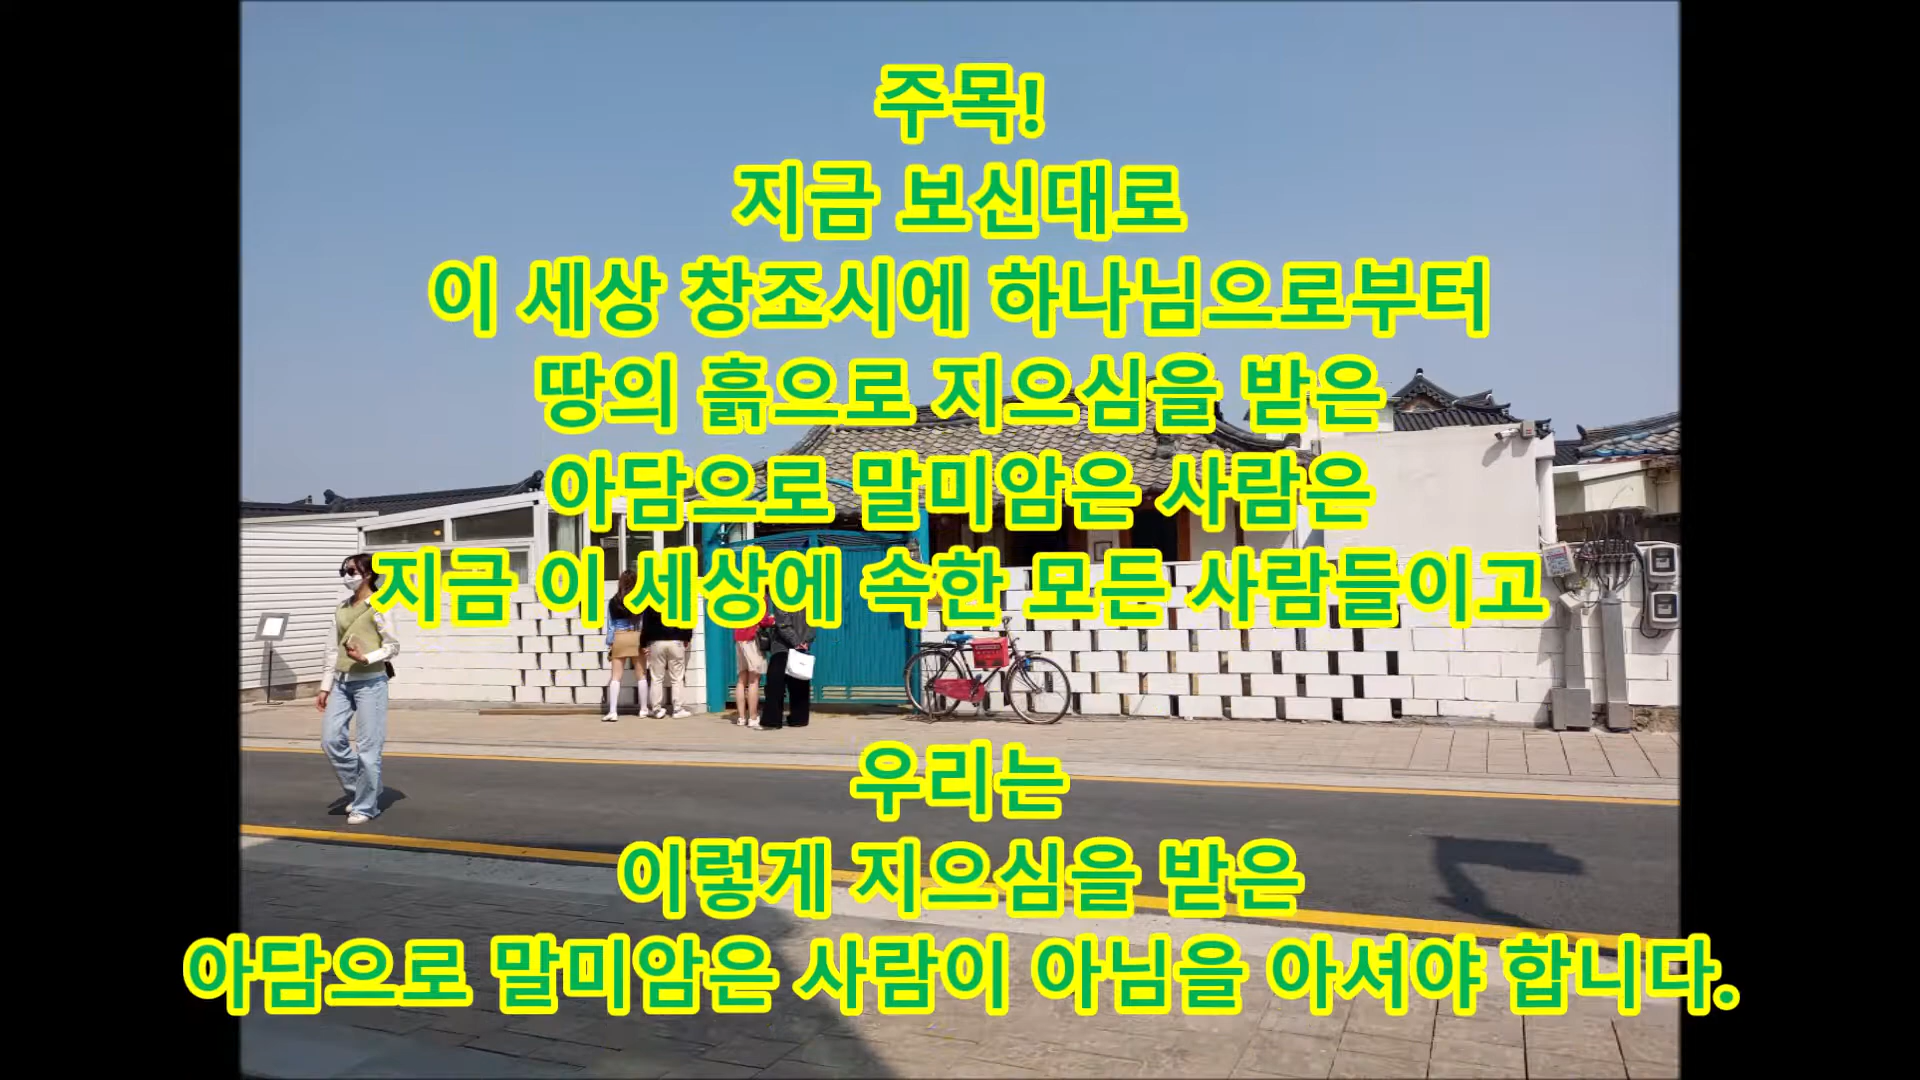 주목!
지금 보신대로
이 세상 창조시에 하나님으로부터
땅의 흙으로 지으심을 받은
아담으로 말미암은 사람은
지금 이 세상에 속한 모든 사람들이고
우리는
이렇게 지으심을 받은
아담으로 말미암은 사람이 아님을 아셔야 합니다.